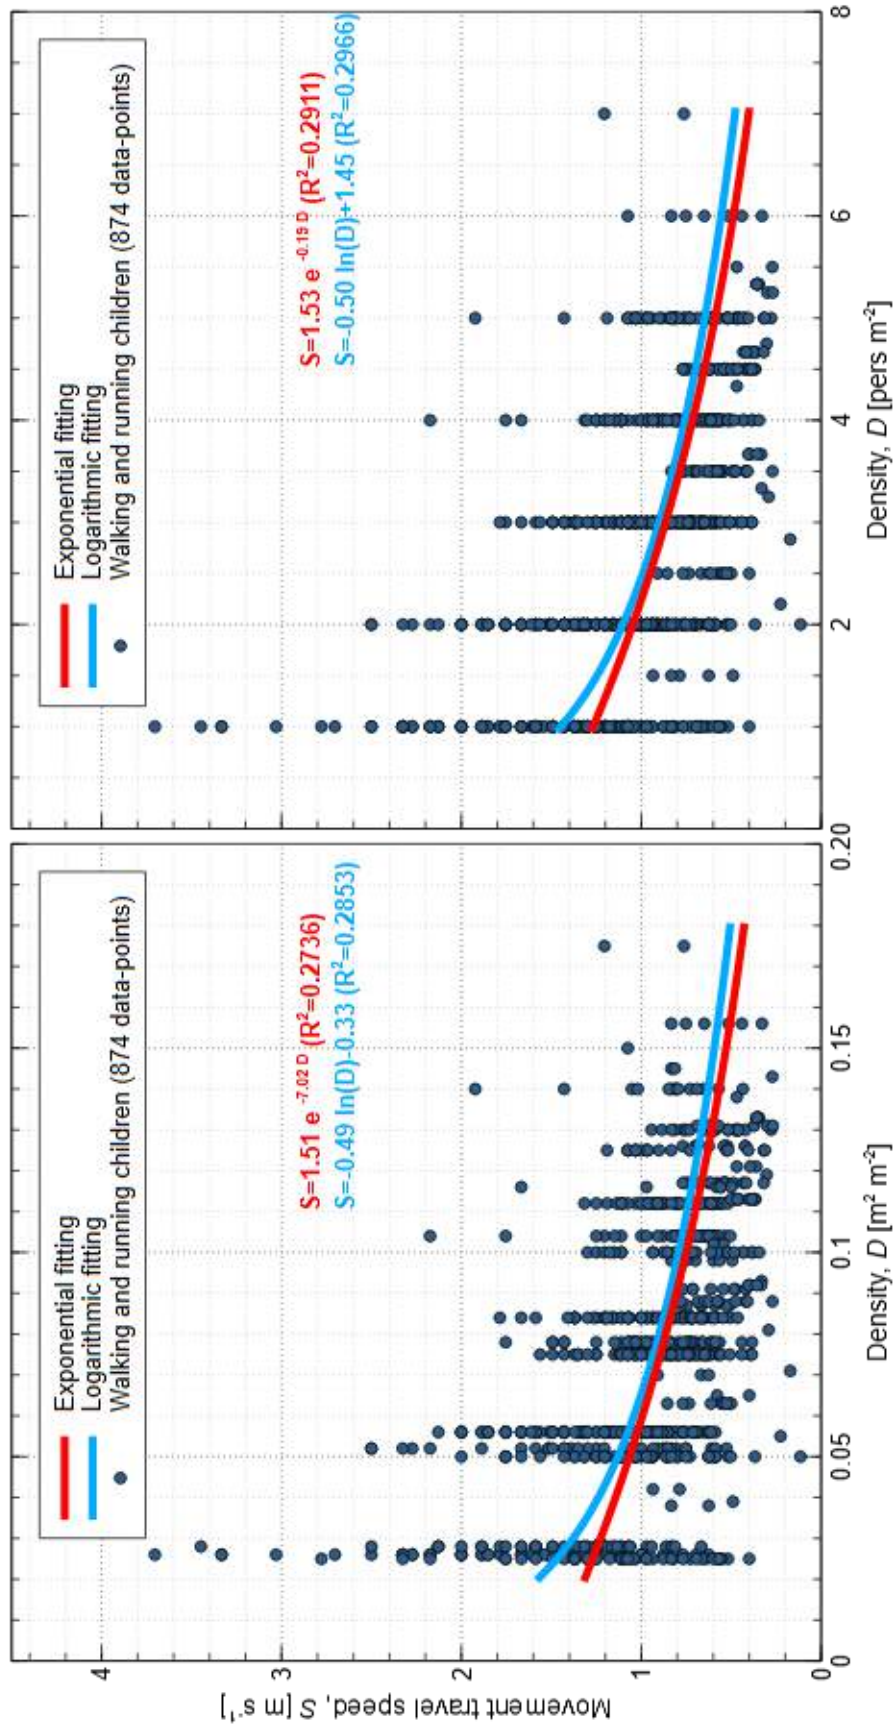 Exponential fitting
Logarithmic fitting
Walking and running children (874 data-points)
S=1.51 e -7.02 D (R²=0.2736)
S=-0.49 ln(D)-0.33 (R²=0.2853)
Movement travel speed, S [m s⁻¹]
4
3
2
1
0
0
0.05
0.1
0.15
0.20
Density, D [m² m⁻²]
Exponential fitting
Logarithmic fitting
Walking and running children (874 data-points)
S=1.53 e -0.19 D (R²=0.2911)
S=-0.50 ln(D)+1.45 (R²=0.2966)
2
4
6
8
Density, D [pers m⁻²]